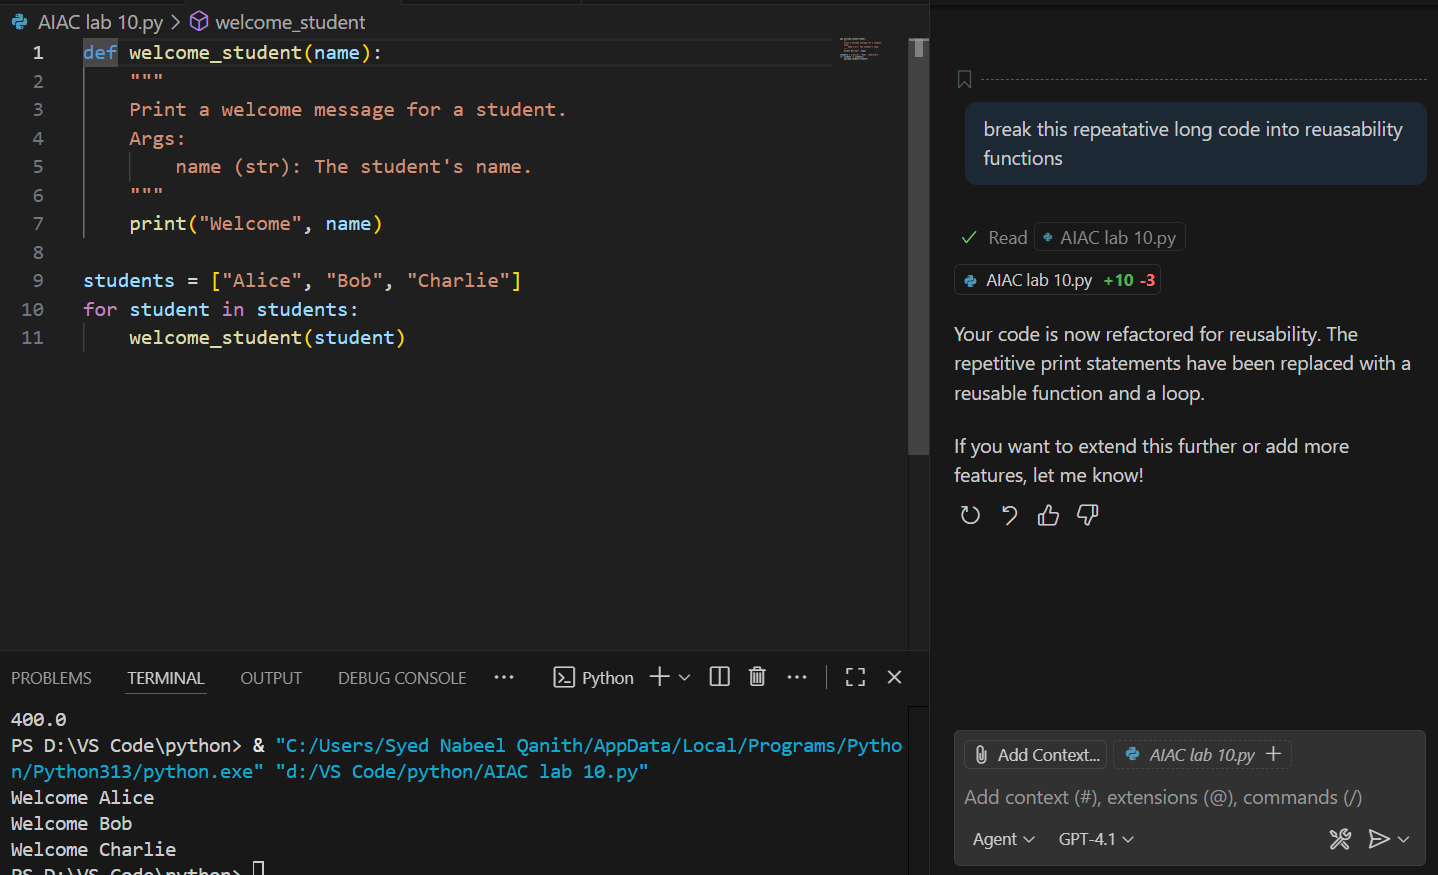 AIAC lab 10.py > welcome_student
1 def welcome_student(name):
2 """
3 Print a welcome message for a student.
4 Args:
5 name (str): The student's name.
6 """
7 print("Welcome", name)
8
9 students = ["Alice", "Bob", "Charlie"]
10 for student in students:
11 welcome_student(student)
PROBLEMS TERMINAL OUTPUT DEBUG CONSOLE ··· Python ···
400.0
PS D:\VS Code\python> & "C:/Users/Syed Nabeel Qanith/AppData/Local/Programs/Pytho
n/Python313/python.exe" "d:/VS Code/python/AIAC lab 10.py"
Welcome Alice
Welcome Bob
Welcome Charlie
PS D:\VS Code\python>
break this repeatative long code into reuasability
functions
Read AIAC lab 10.py
AIAC lab 10.py +10 -3
Your code is now refactored for reusability. The
repetitive print statements have been replaced with a
reusable function and a loop.
If you want to extend this further or add more
features, let me know!
Add Context... AIAC lab 10.py +
Add context (#), extensions (@), commands (/)
Agent GPT-4.1